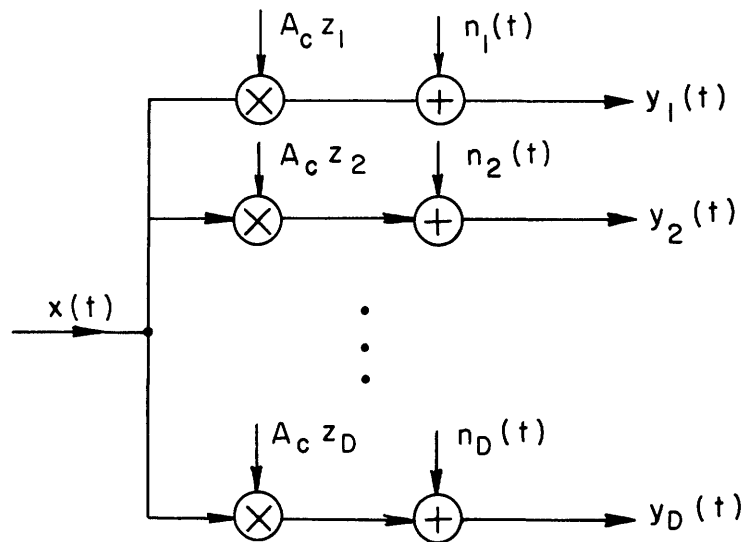 A_c z_1
n_1(t)
y_1(t)
A_c z_2
n_2(t)
y_2(t)
x(t)
A_c z_D
n_D(t)
y_D(t)